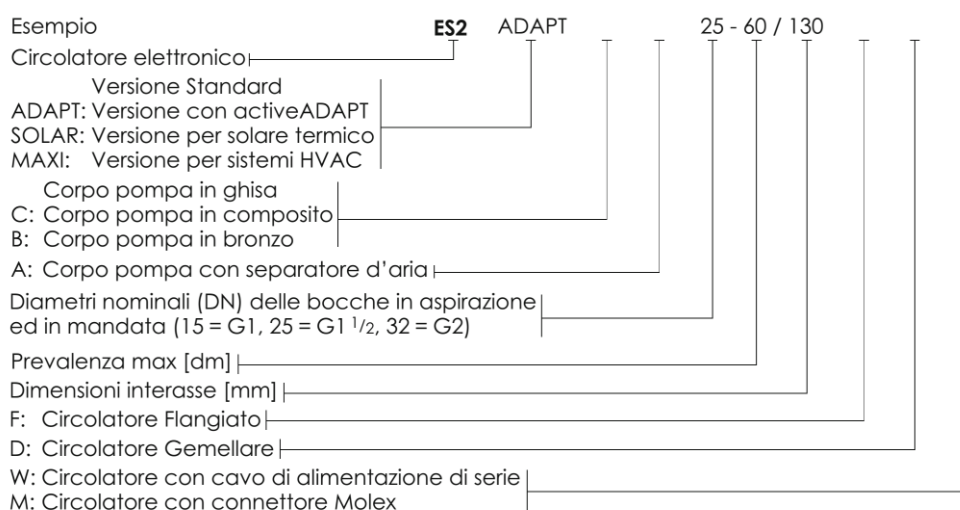 Esempio ES2 ADAPT 25 - 60 / 130
Circolatore elettronico
Versione Standard
ADAPT: Versione con activeADAPT
SOLAR: Versione per solare termico
MAXI: Versione per sistemi HVAC
Corpo pompa in ghisa
C: Corpo pompa in composito
B: Corpo pompa in bronzo
A: Corpo pompa con separatore d'aria
Diametri nominali (DN) delle bocche in aspirazione
ed in mandata (15 = G1, 25 = G1 1/2, 32 = G2)
Prevalenza max [dm]
Dimensioni interasse [mm]
F: Circolatore Flangiato
D: Circolatore Gemellare
W: Circolatore con cavo di alimentazione di serie
M: Circolatore con connettore Molex